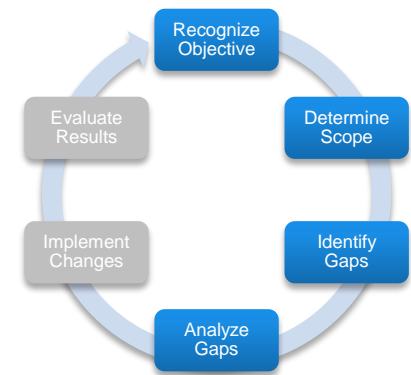 Recognize
Objective
Determine
Scope
Identify
Gaps
Analyze
Gaps
Implement
Changes
Evaluate
Results